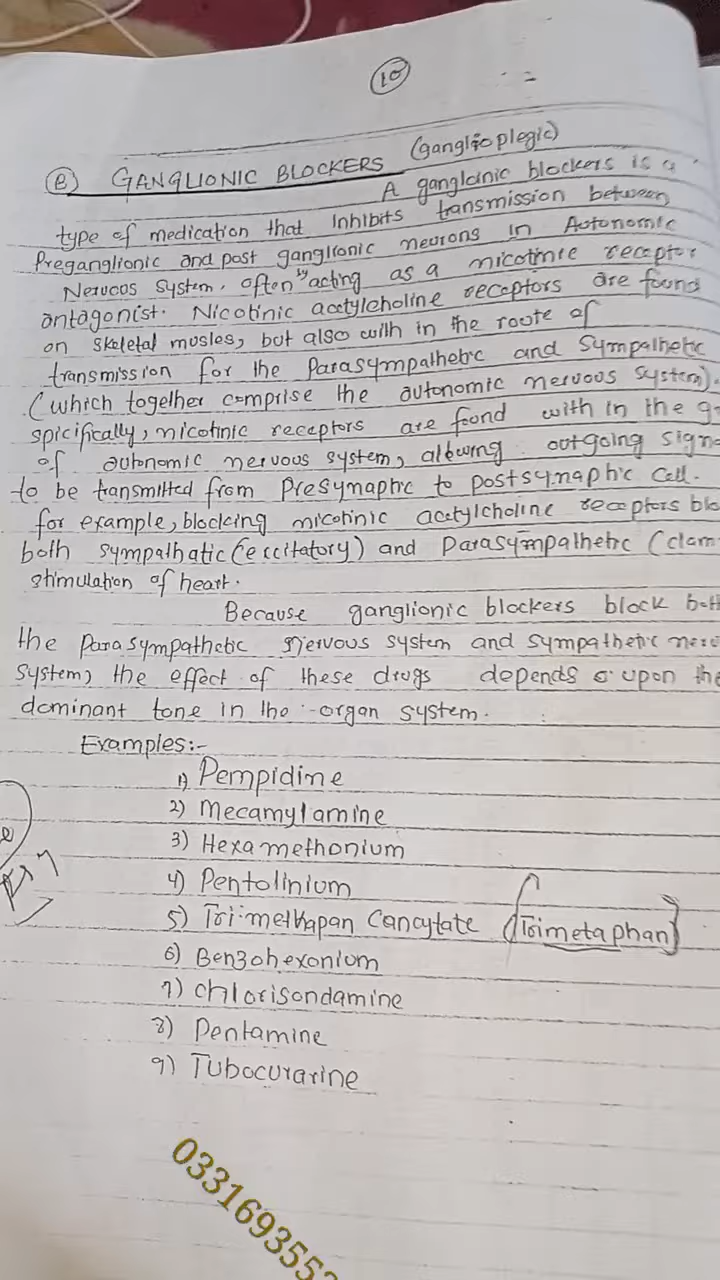 10
(B) GANGLIONIC BLOCKERS (ganglioplegic)
A gangloinic blockers is a
type of medication that Inhibits transmission between
Preganglionic and post ganglionic neurons in Autonomic
Nervous System, often by acting as a nicotinic receptor
antagonist. Nicotinic acetylcholine receptors are found
on skeletal musles, but also with in the route of
transmission for the Parasympathetic and Sympathetic
(which together comprise the autonomic nervous system).
spicifically, nicotinic receptors are found with in the g
of autonomic nervous system, allowing outgoing signa
to be transmitted from Presynaptic to postsynaptic cell.
for example, blocking nicotinic acetylcholine receptors blo
both sympathatic (excitatory) and Parasympathetic (clam
stimulation of heart.
Because ganglionic blockers block both
the parasympathetic nervous system and sympathetic nerv
system, the effect of these drugs depends upon the
dominant tone in the organ system.
Examples:-
1) Pempidine
2) Mecamylamine
3) Hexamethonium
4) Pentolinium
5) Trimethapan Cancytate (Trimetaphan)
6) Benzohexonium
7) Chlorisondamine
8) Pentamine
9) Tubocurarine
0331693553